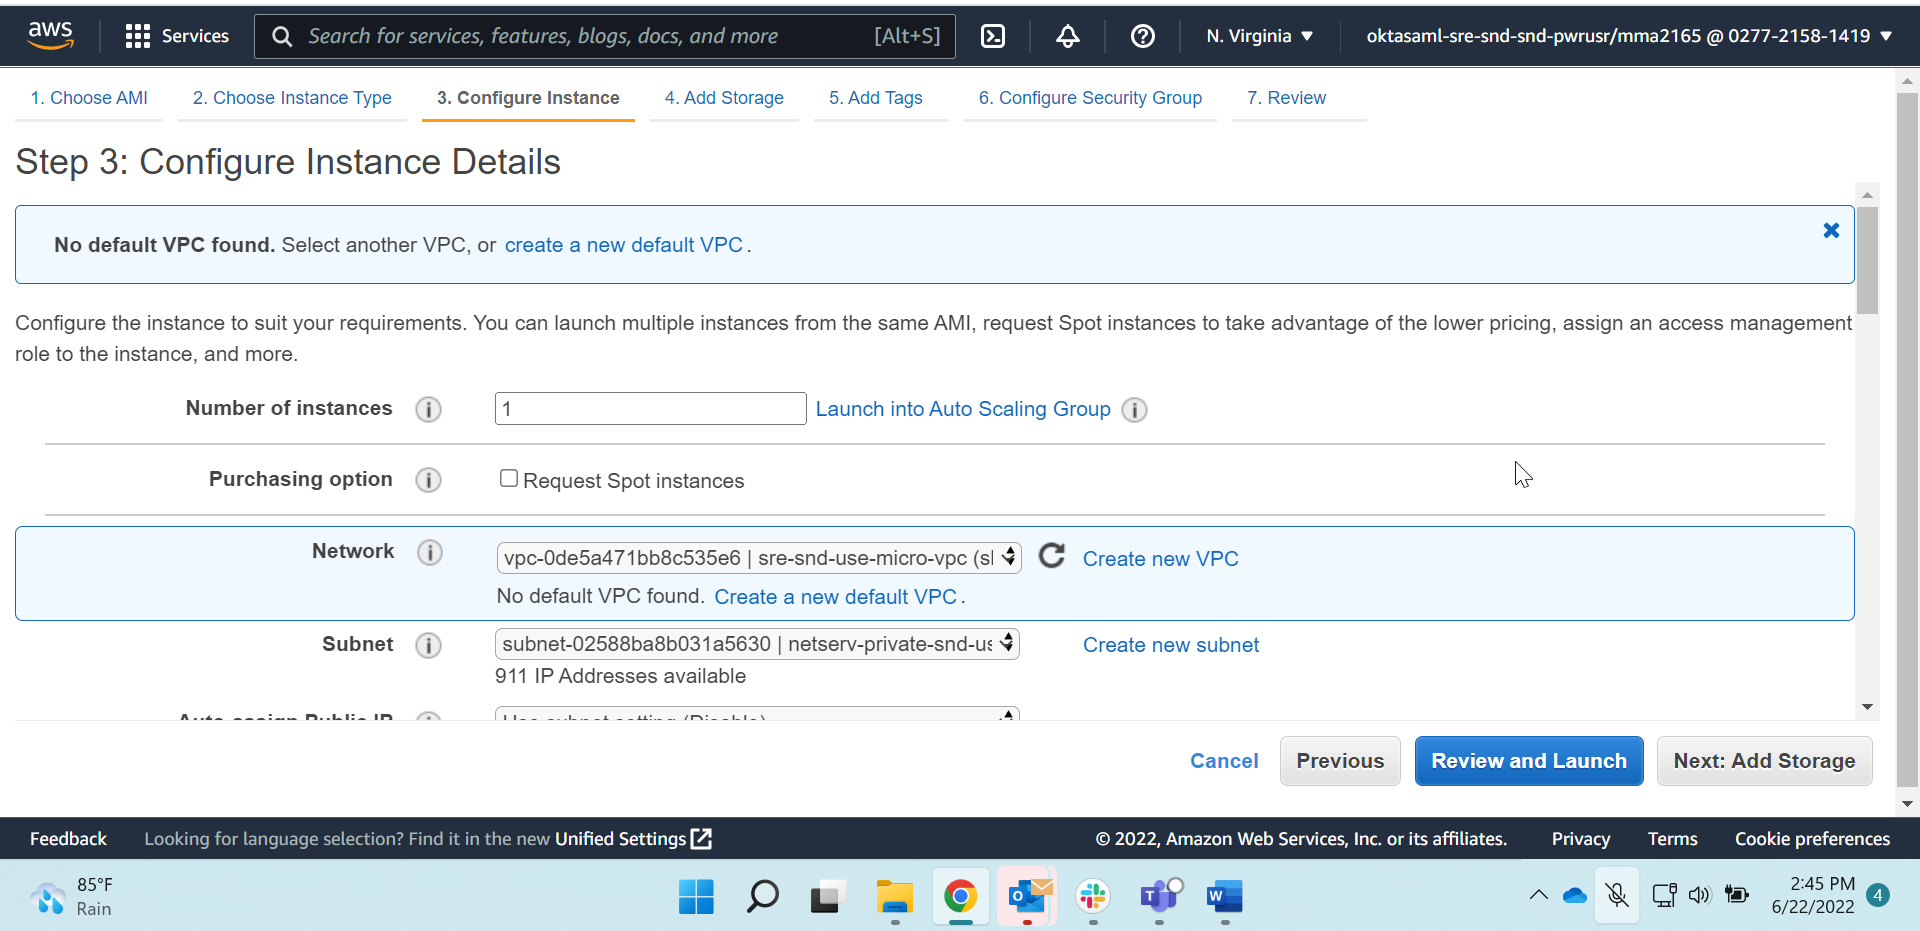 aws
Services
Search for services, features, blogs, docs, and more [Alt+S]
N. Virginia ▼
oktasaml-sre-snd-snd-pwrusr/mma2165 @ 0277-2158-1419 ▼
1. Choose AMI
2. Choose Instance Type
3. Configure Instance
4. Add Storage
5. Add Tags
6. Configure Security Group
7. Review
Step 3: Configure Instance Details
No default VPC found. Select another VPC, or create a new default VPC.
Configure the instance to suit your requirements. You can launch multiple instances from the same AMI, request Spot instances to take advantage of the lower pricing, assign an access management
role to the instance, and more.
Number of instances
1
Launch into Auto Scaling Group
Purchasing option
Request Spot instances
Network
vpc-0de5a471bb8c535e6 | sre-snd-use-micro-vpc (sl
Create new VPC
No default VPC found. Create a new default VPC.
Subnet
subnet-02588ba8b031a5630 | netserv-private-snd-us
Create new subnet
911 IP Addresses available
Auto-assign Public IP
Use subnet setting (Disable)
Cancel
Previous
Review and Launch
Next: Add Storage
Feedback
Looking for language selection? Find it in the new Unified Settings
© 2022, Amazon Web Services, Inc. or its affiliates.
Privacy
Terms
Cookie preferences
85°F
Rain
2:45 PM
6/22/2022
4